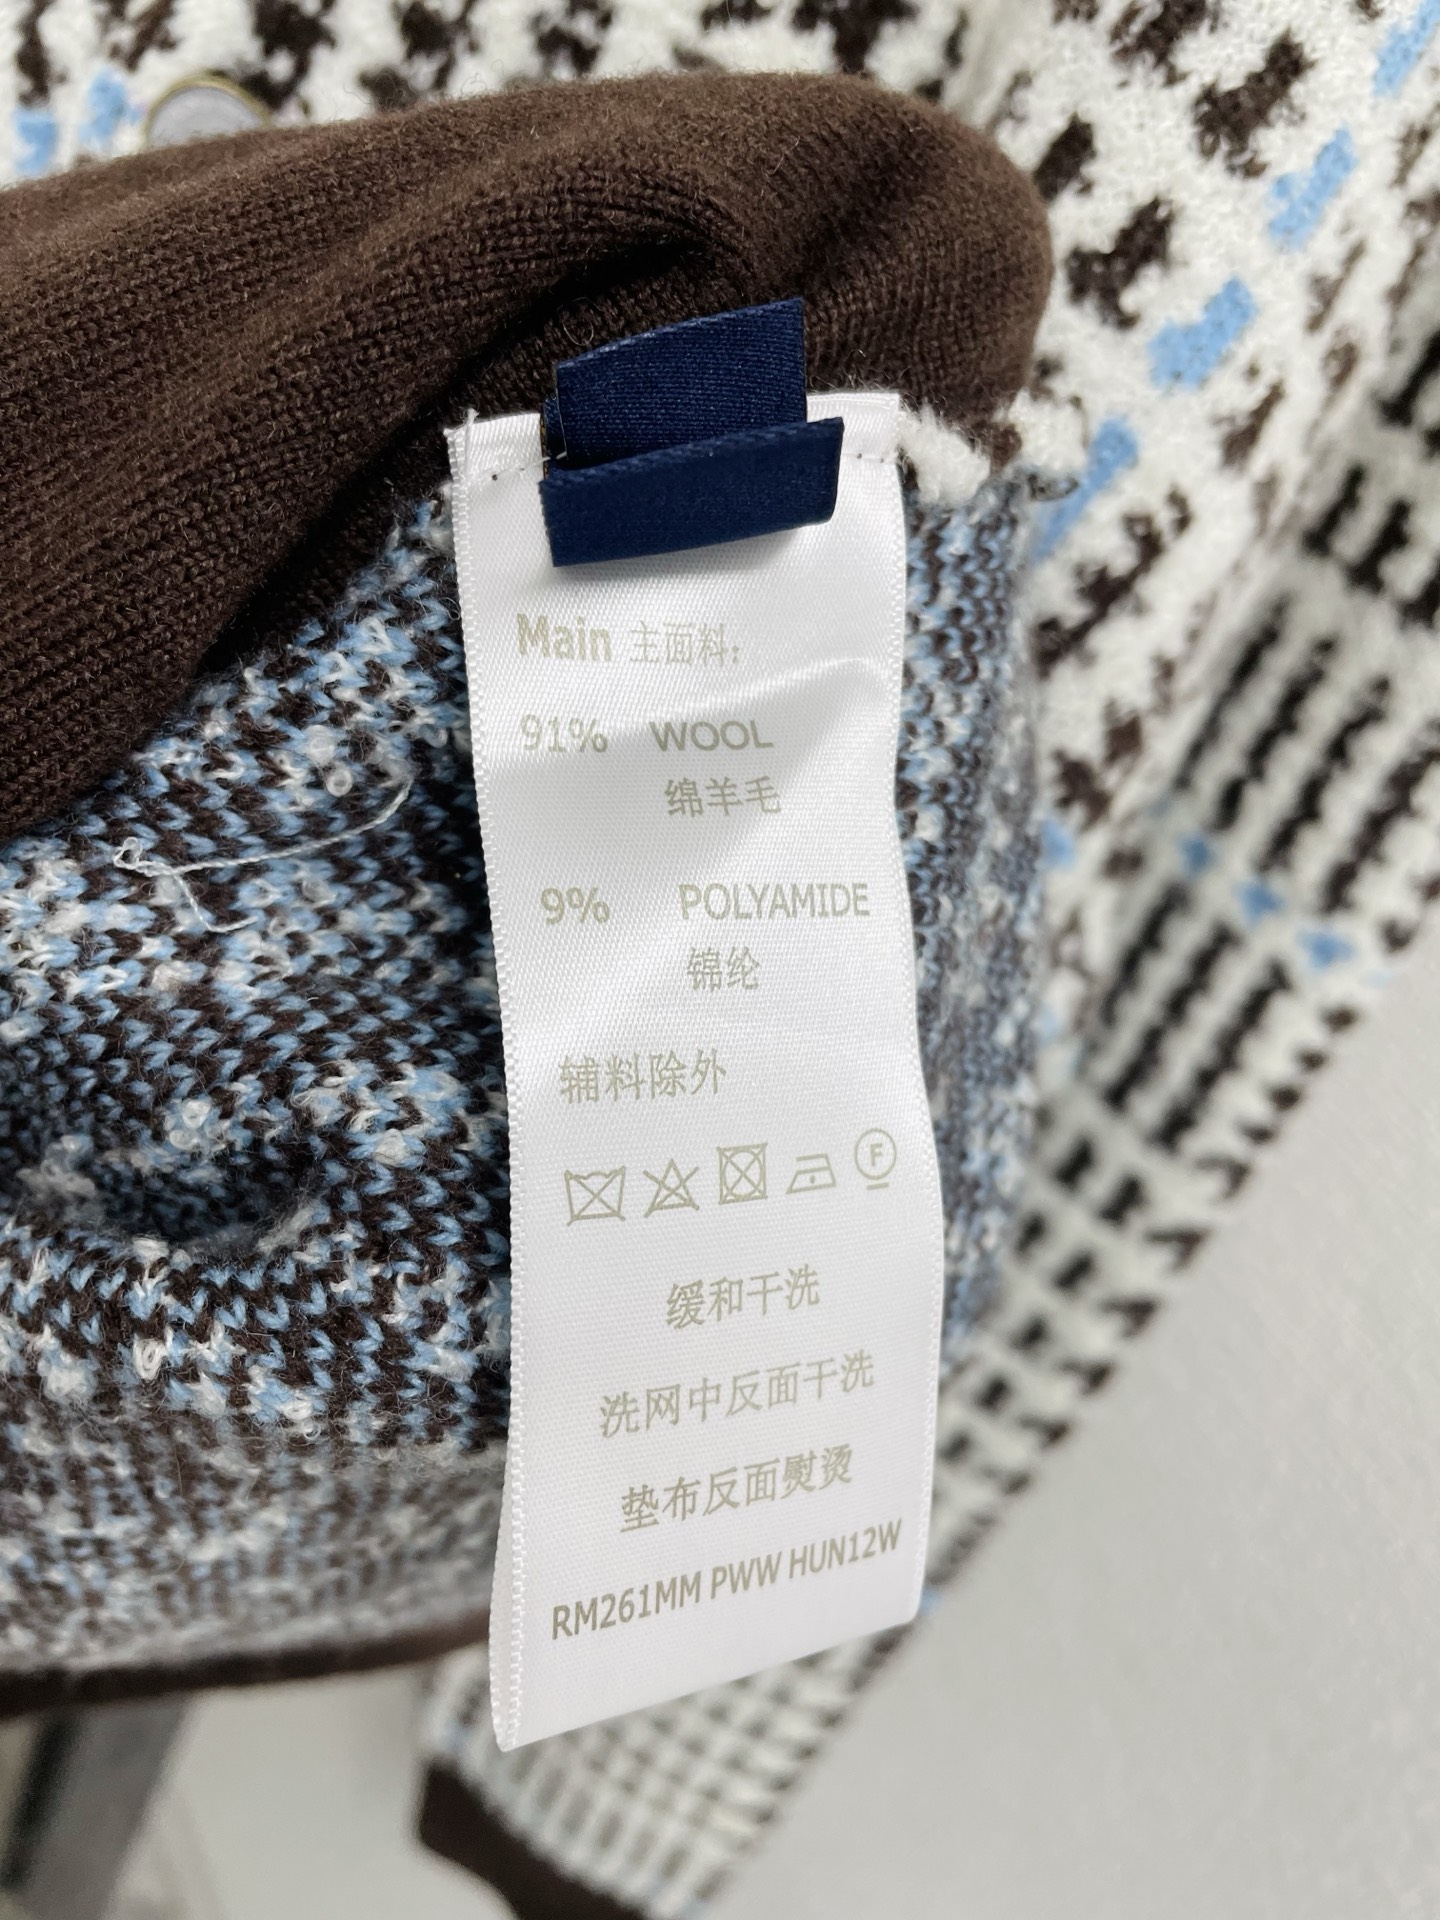 Main 主面料:
91% WOOL
绵羊毛
9% POLYAMIDE
锦纶
辅料除外
F
缓和干洗
洗网中反面干洗
垫布反面熨烫
RM261MM PWW HUN12W